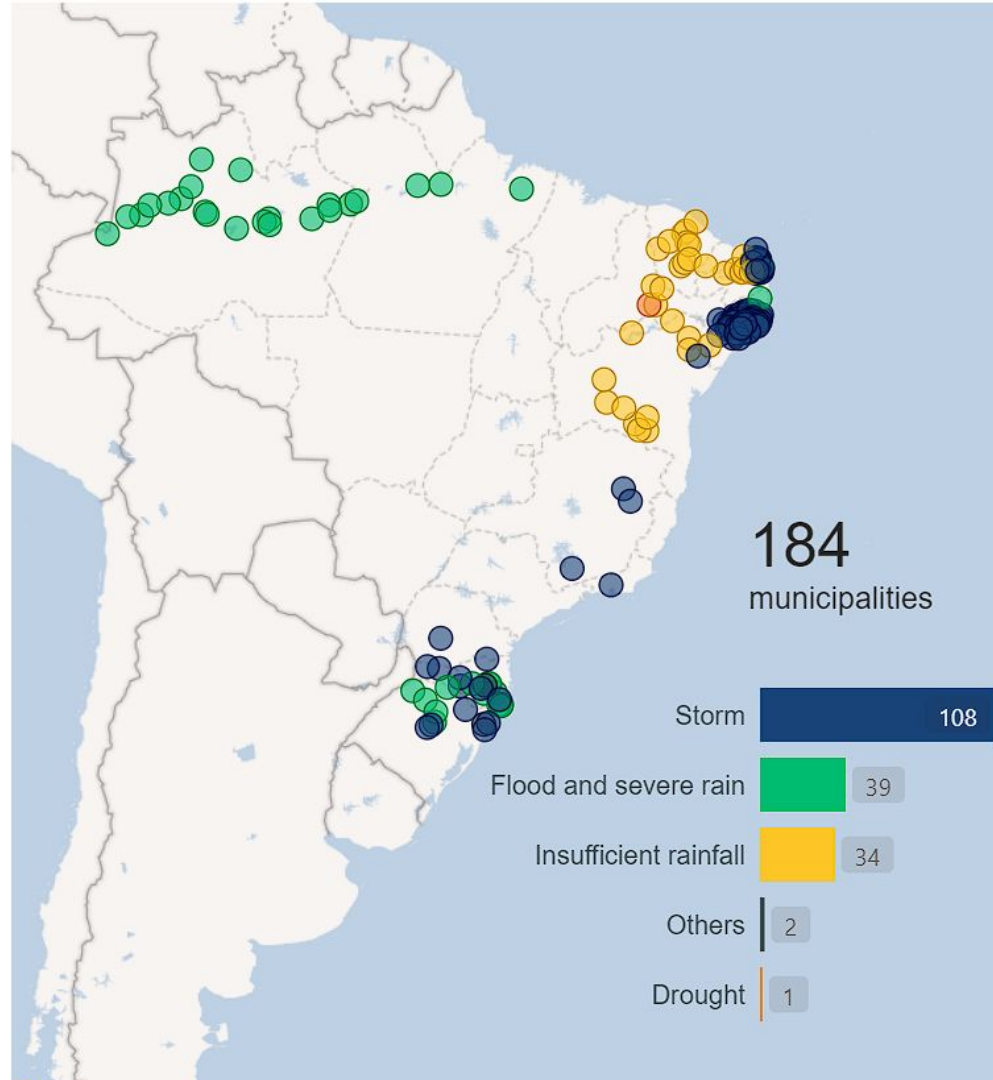 184
municipalities
Storm 108
Flood and severe rain 39
Insufficient rainfall 34
Others 2
Drought 1